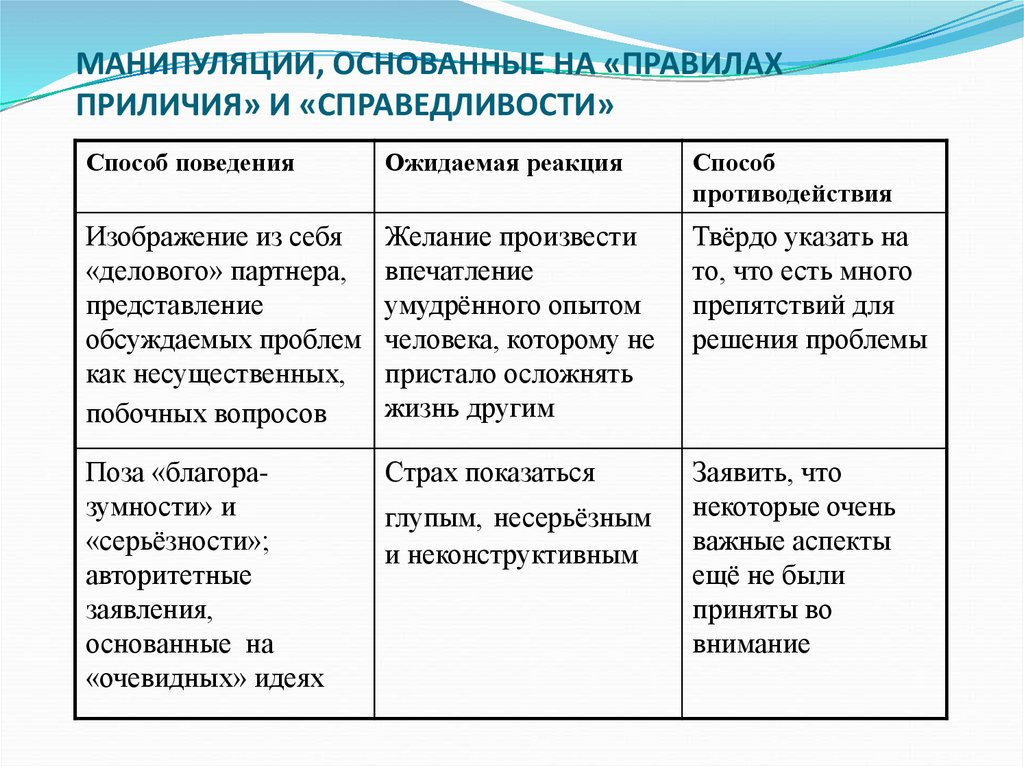 МАНИПУЛЯЦИИ, ОСНОВАННЫЕ НА «ПРАВИЛАХ
ПРИЛИЧИЯ» И «СПРАВЕДЛИВОСТИ»
Способ поведения
Ожидаемая реакция
Способ
противодействия
Изображение из себя
«делового» партнера,
представление
обсуждаемых проблем
как несущественных,
побочных вопросов
Желание произвести
впечатление
умудрённого опытом
человека, которому не
пристало осложнять
жизнь другим
Твёрдо указать на
то, что есть много
препятствий для
решения проблемы
Поза «благора-
зумности» и
«серьёзности»;
авторитетные
заявления,
основанные на
«очевидных» идеях
Страх показаться
глупым, несерьёзным
и неконструктивным
Заявить, что
некоторые очень
важные аспекты
ещё не были
приняты во
внимание